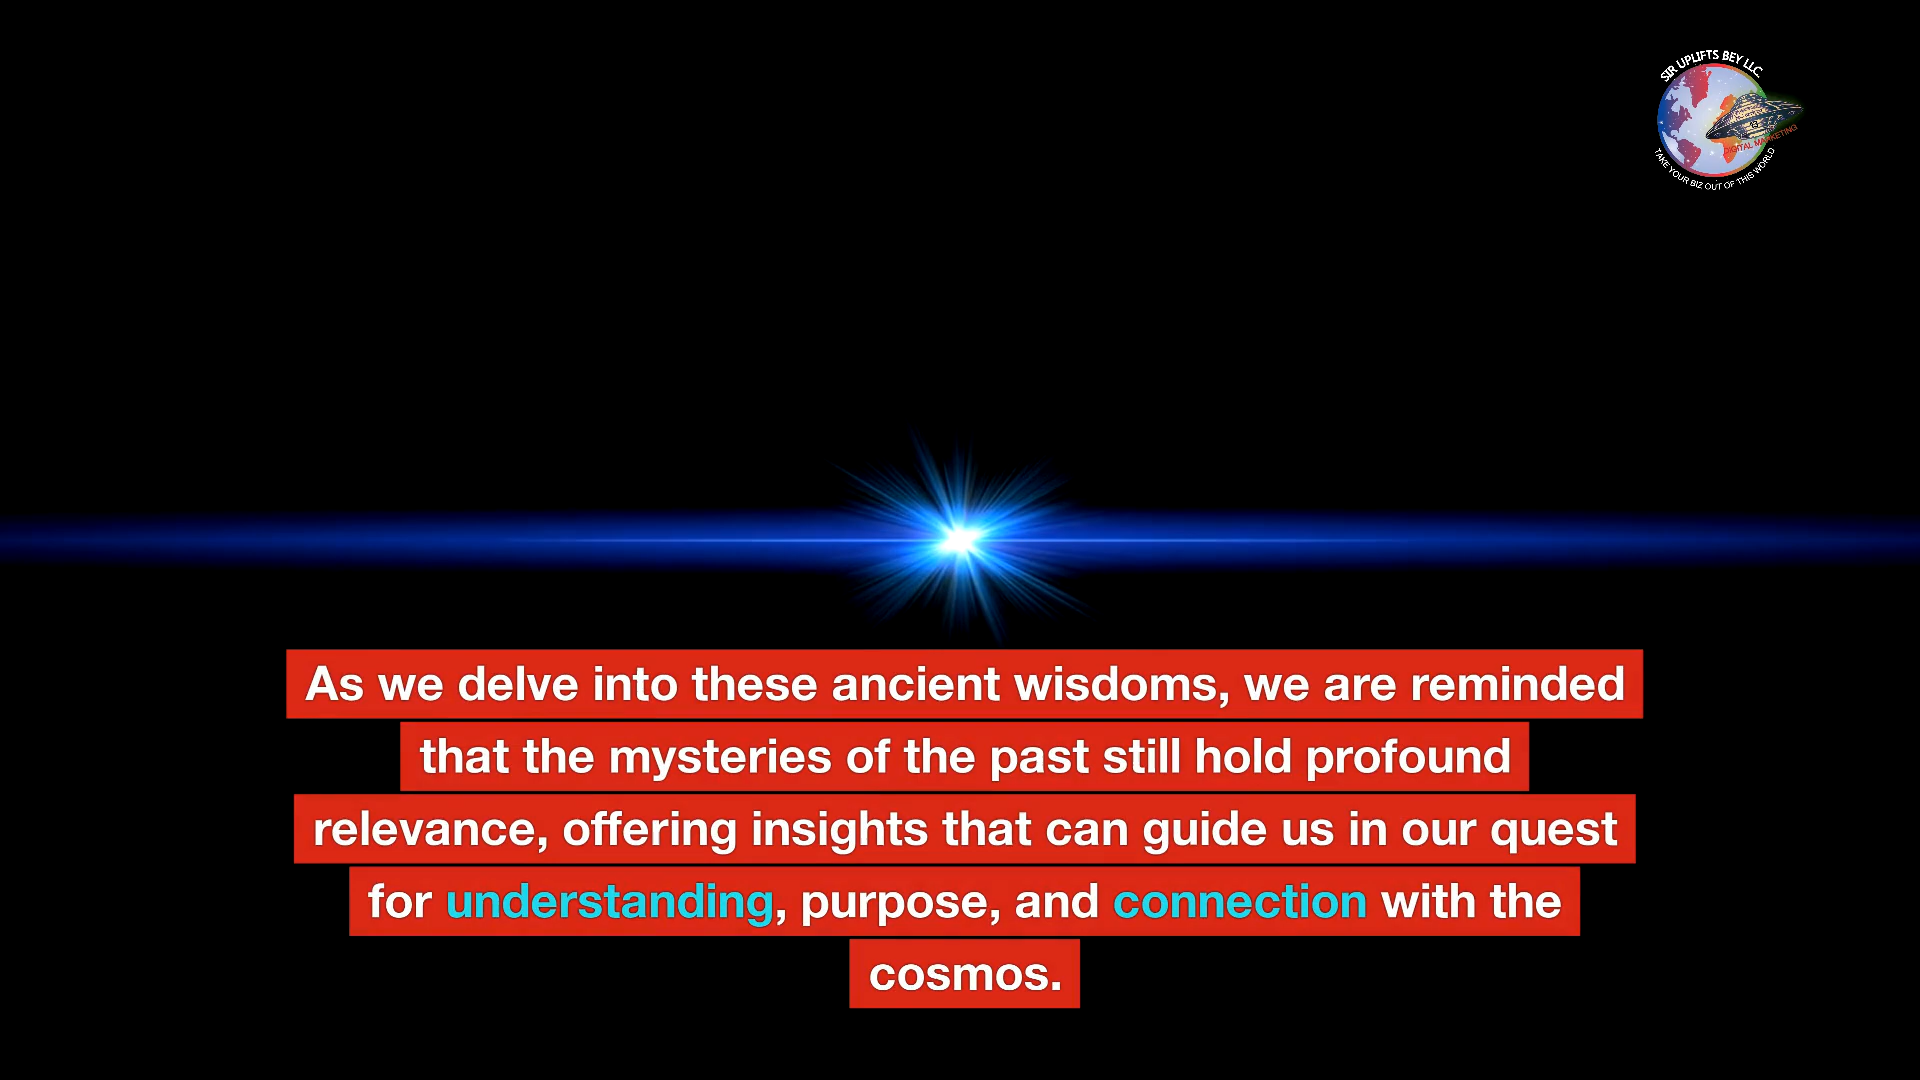 SIR UPLIFTS BEY LLC
DIGITAL MARKETING
TAKE YOUR BIZ OUT OF THIS WORLD
As we delve into these ancient wisdoms, we are reminded
that the mysteries of the past still hold profound
relevance, offering insights that can guide us in our quest
for understanding, purpose, and connection with the
cosmos.